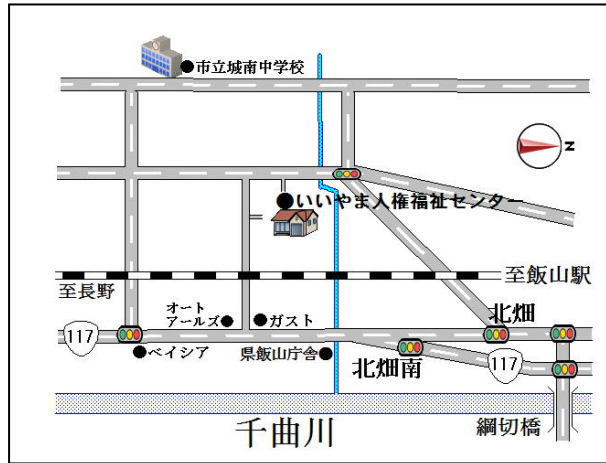 市立城南中学校
N
いいやま人権福祉センター
至飯山駅
至長野
オート
アールズ
ガスト
北畑
117
ベイシア
県飯山庁舎
北畑南
117
千曲川
綱切橋